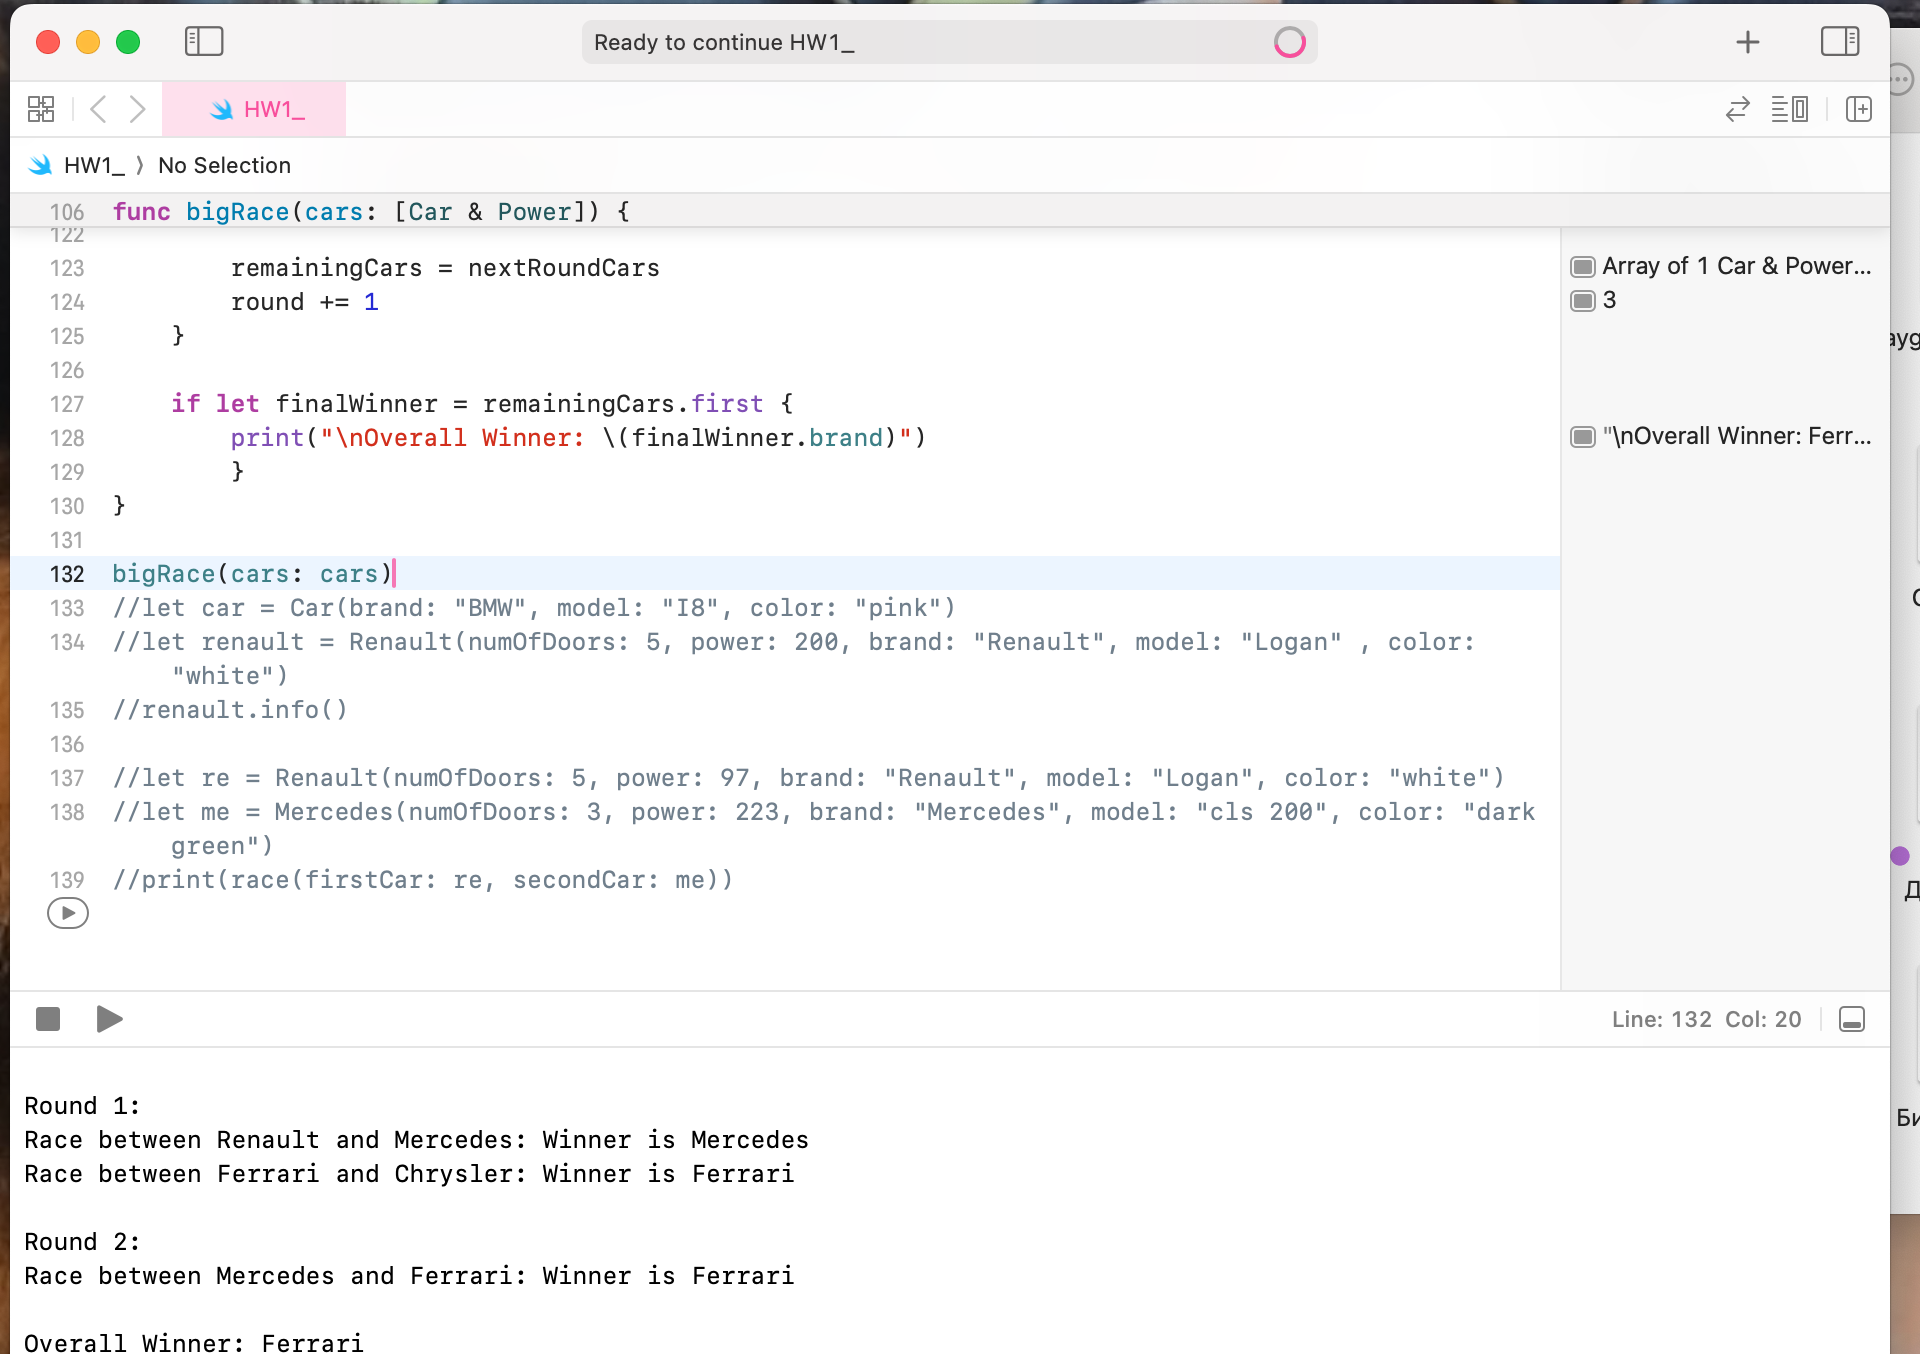 Ready to continue HW1_
HW1_
HW1_ ⟩ No Selection
106 func bigRace(cars: [Car & Power]) {
122
123 remainingCars = nextRoundCars
Array of 1 Car & Power...
124 round += 1
3
125 }
126
127 if let finalWinner = remainingCars.first {
128 print("\nOverall Winner: \(finalWinner.brand)")
"\nOverall Winner: Ferr...
129 }
130 }
131
132 bigRace(cars: cars)
133 //let car = Car(brand: "BMW", model: "I8", color: "pink")
134 //let renault = Renault(numOfDoors: 5, power: 200, brand: "Renault", model: "Logan" , color:
"white")
135 //renault.info()
136
137 //let re = Renault(numOfDoors: 5, power: 97, brand: "Renault", model: "Logan", color: "white")
138 //let me = Mercedes(numOfDoors: 3, power: 223, brand: "Mercedes", model: "cls 200", color: "dark
green")
139 //print(race(firstCar: re, secondCar: me))
Line: 132 Col: 20
Round 1:
Race between Renault and Mercedes: Winner is Mercedes
Race between Ferrari and Chrysler: Winner is Ferrari
Round 2:
Race between Mercedes and Ferrari: Winner is Ferrari
Overall Winner: Ferrari